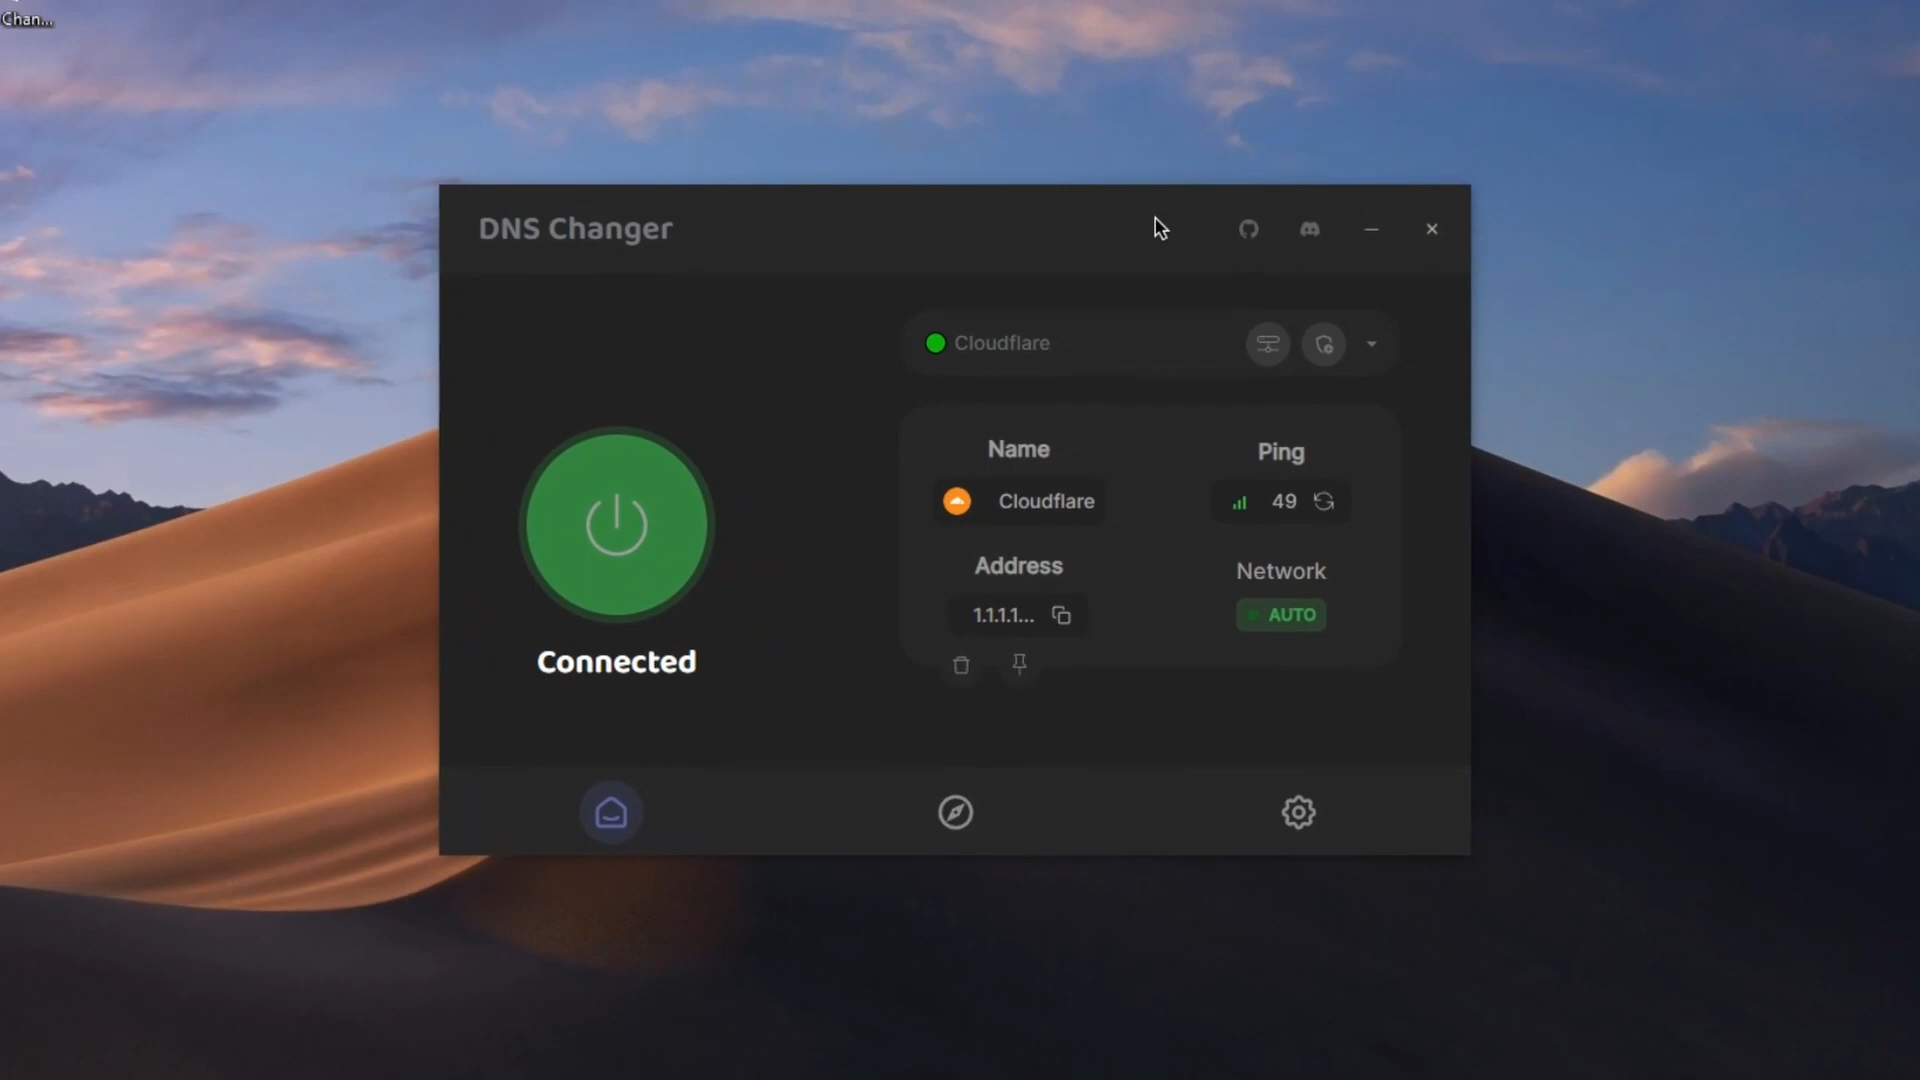 Chan...
DNS Changer
Cloudflare
Name
Ping
Cloudflare
49
Address
Network
1.1.1.1...
AUTO
Connected